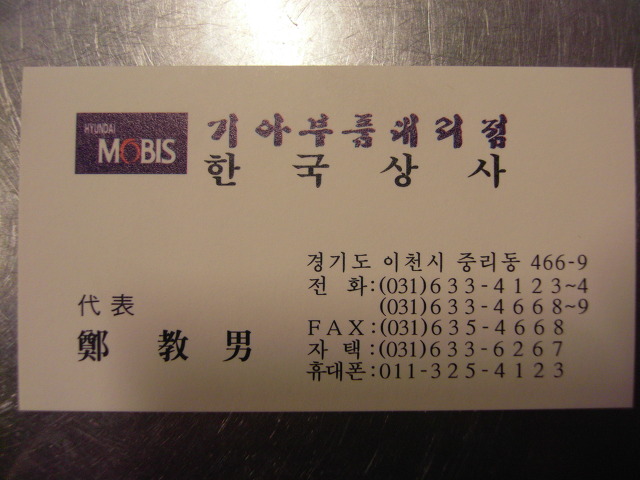 HYUNDAI
MOBIS
기아부품대리점
한국상사
경기도 이천시 중리동 466-9
전 화:(031)633-4123~4
(031)633-4668~9
代表
FAX:(031)635-4668
鄭 教 男
자 택:(031)633-6267
휴대폰:011-325-4123